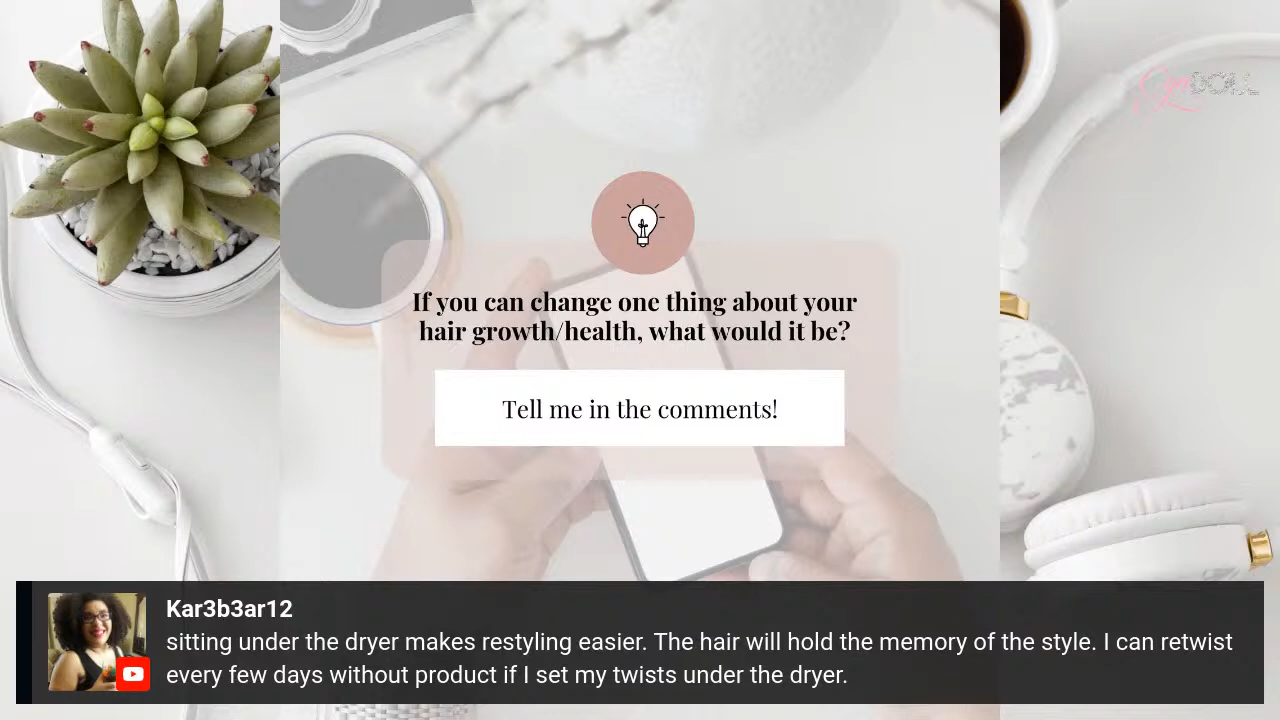 If you can change one thing about your
hair growth/health, what would it be?
Tell me in the comments!
Kar3b3ar12
sitting under the dryer makes restyling easier. The hair will hold the memory of the style. I can retwist
every few days without product if I set my twists under the dryer.